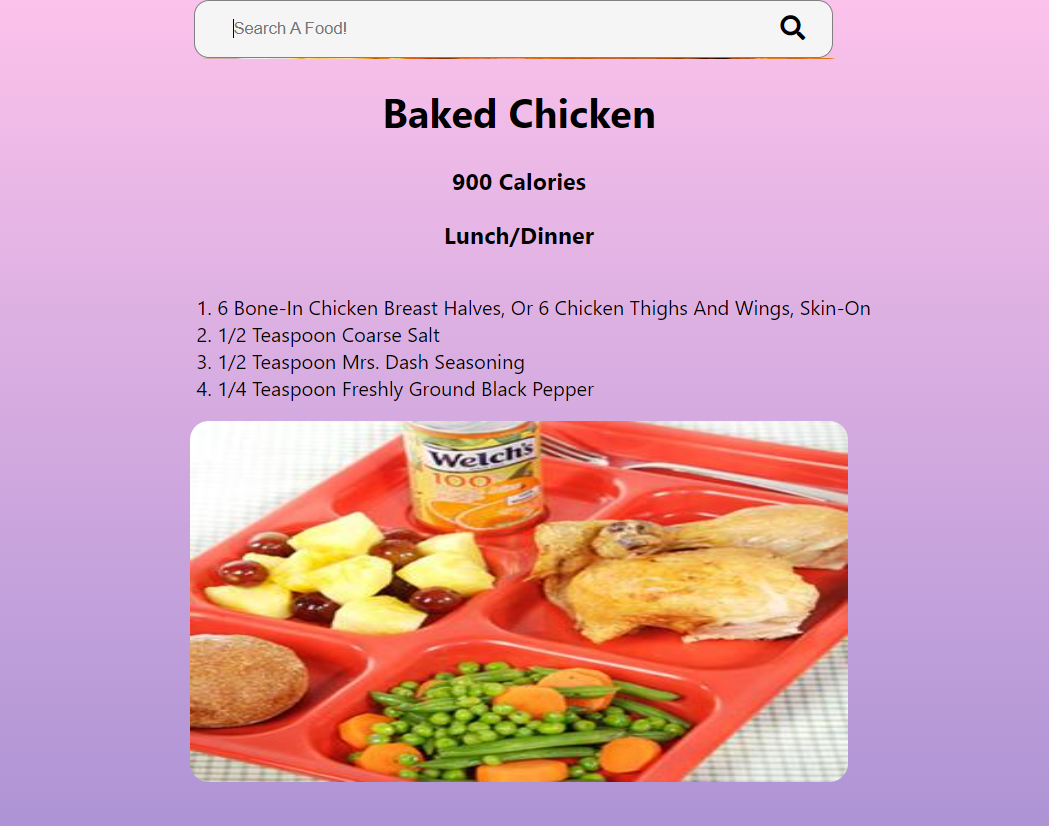 Search A Food!
Baked Chicken
900 Calories
Lunch/Dinner
1. 6 Bone-In Chicken Breast Halves, Or 6 Chicken Thighs And Wings, Skin-On
2. 1/2 Teaspoon Coarse Salt
3. 1/2 Teaspoon Mrs. Dash Seasoning
4. 1/4 Teaspoon Freshly Ground Black Pepper
Welch's
100